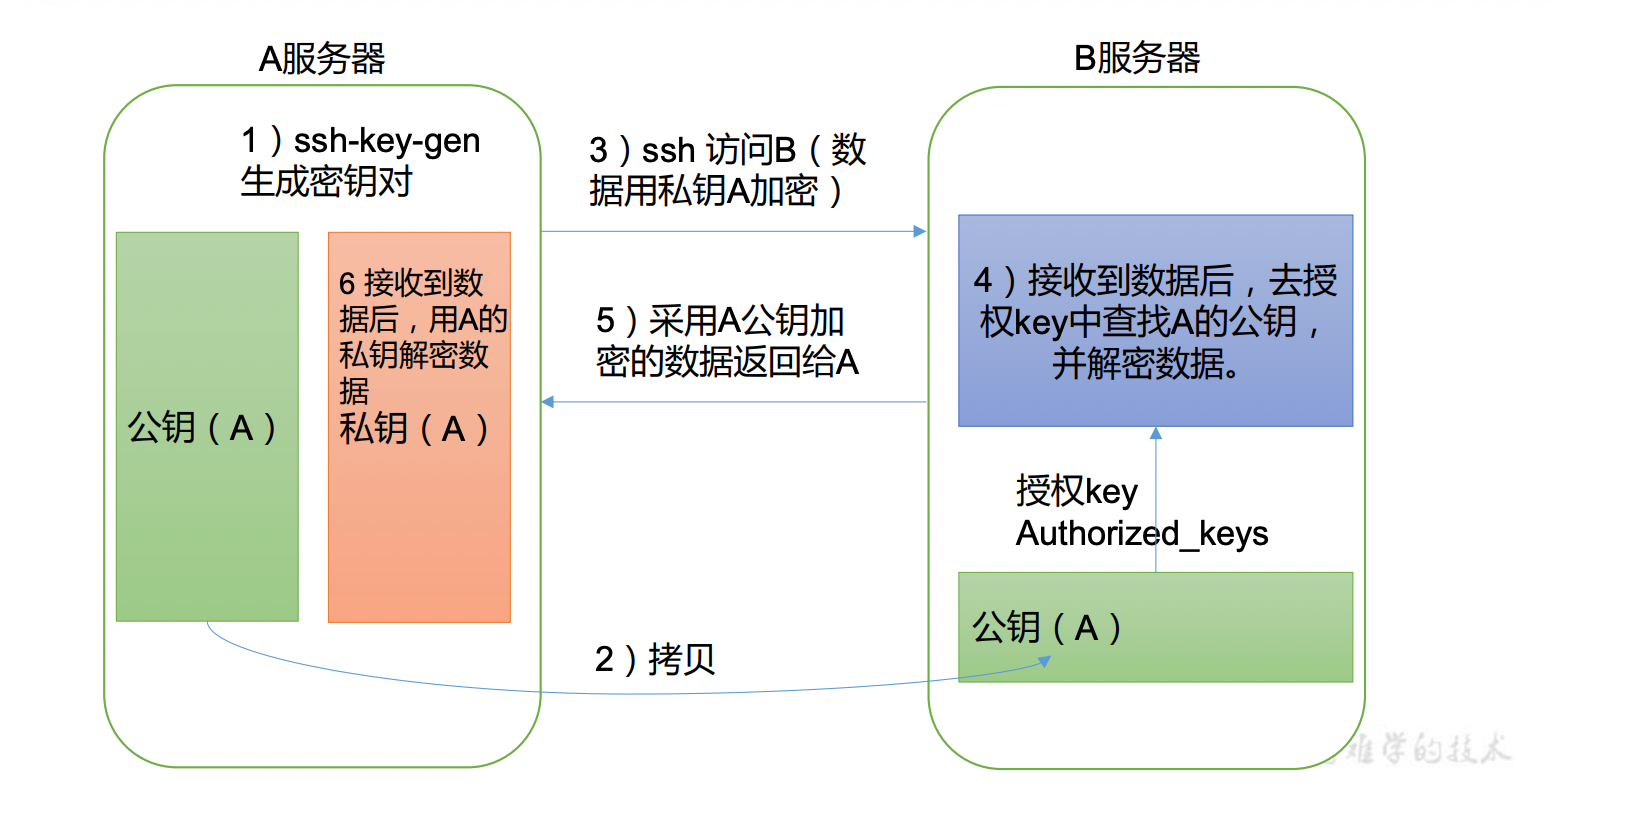 A服务器
B服务器
1）ssh-key-gen
生成密钥对
3）ssh 访问B（数
据用私钥A加密）
6 接收到数
据后，用A的
私钥解密数
据
公钥（A）
私钥（A）
5）采用A公钥加
密的数据返回给A
4）接收到数据后，去授
权key中查找A的公钥，
并解密数据。
授权key
Authorized_keys
公钥（A）
2）拷贝
难学的技术